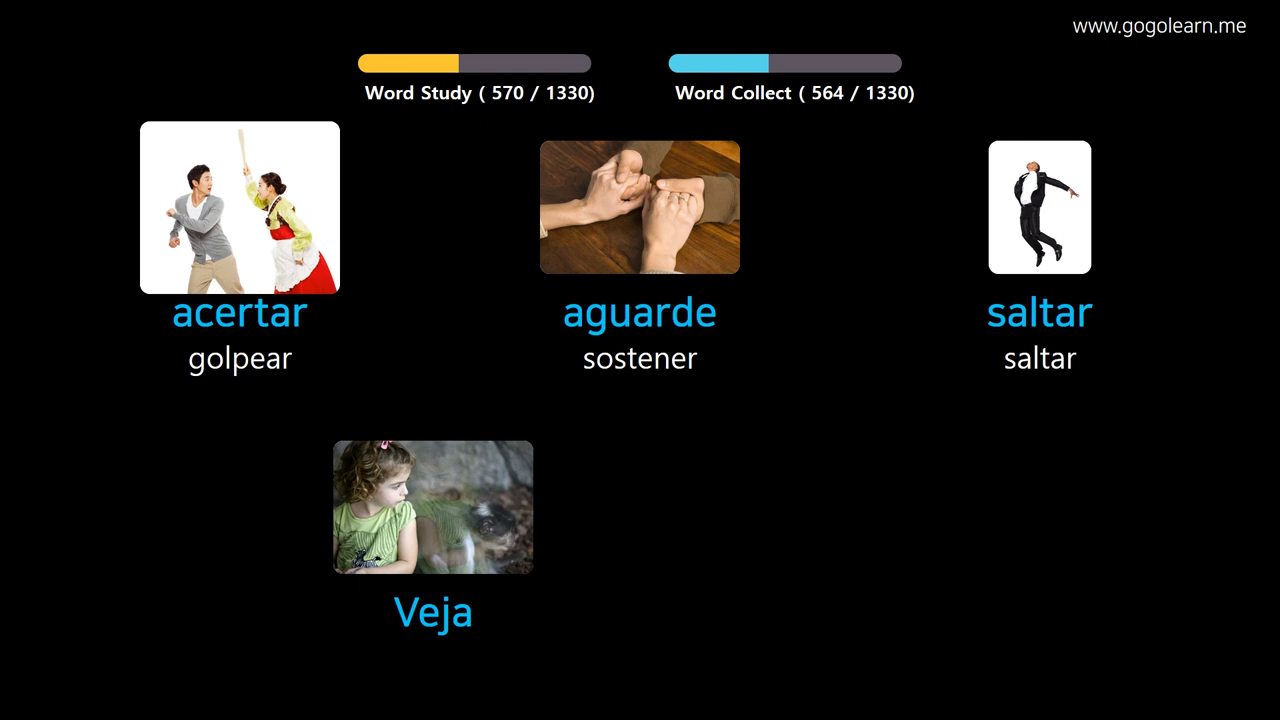 www.gogolearn.me
Word Study ( 570 / 1330)
Word Collect ( 564 / 1330)
acertar
golpear
aguarde
sostener
saltar
saltar
Veja